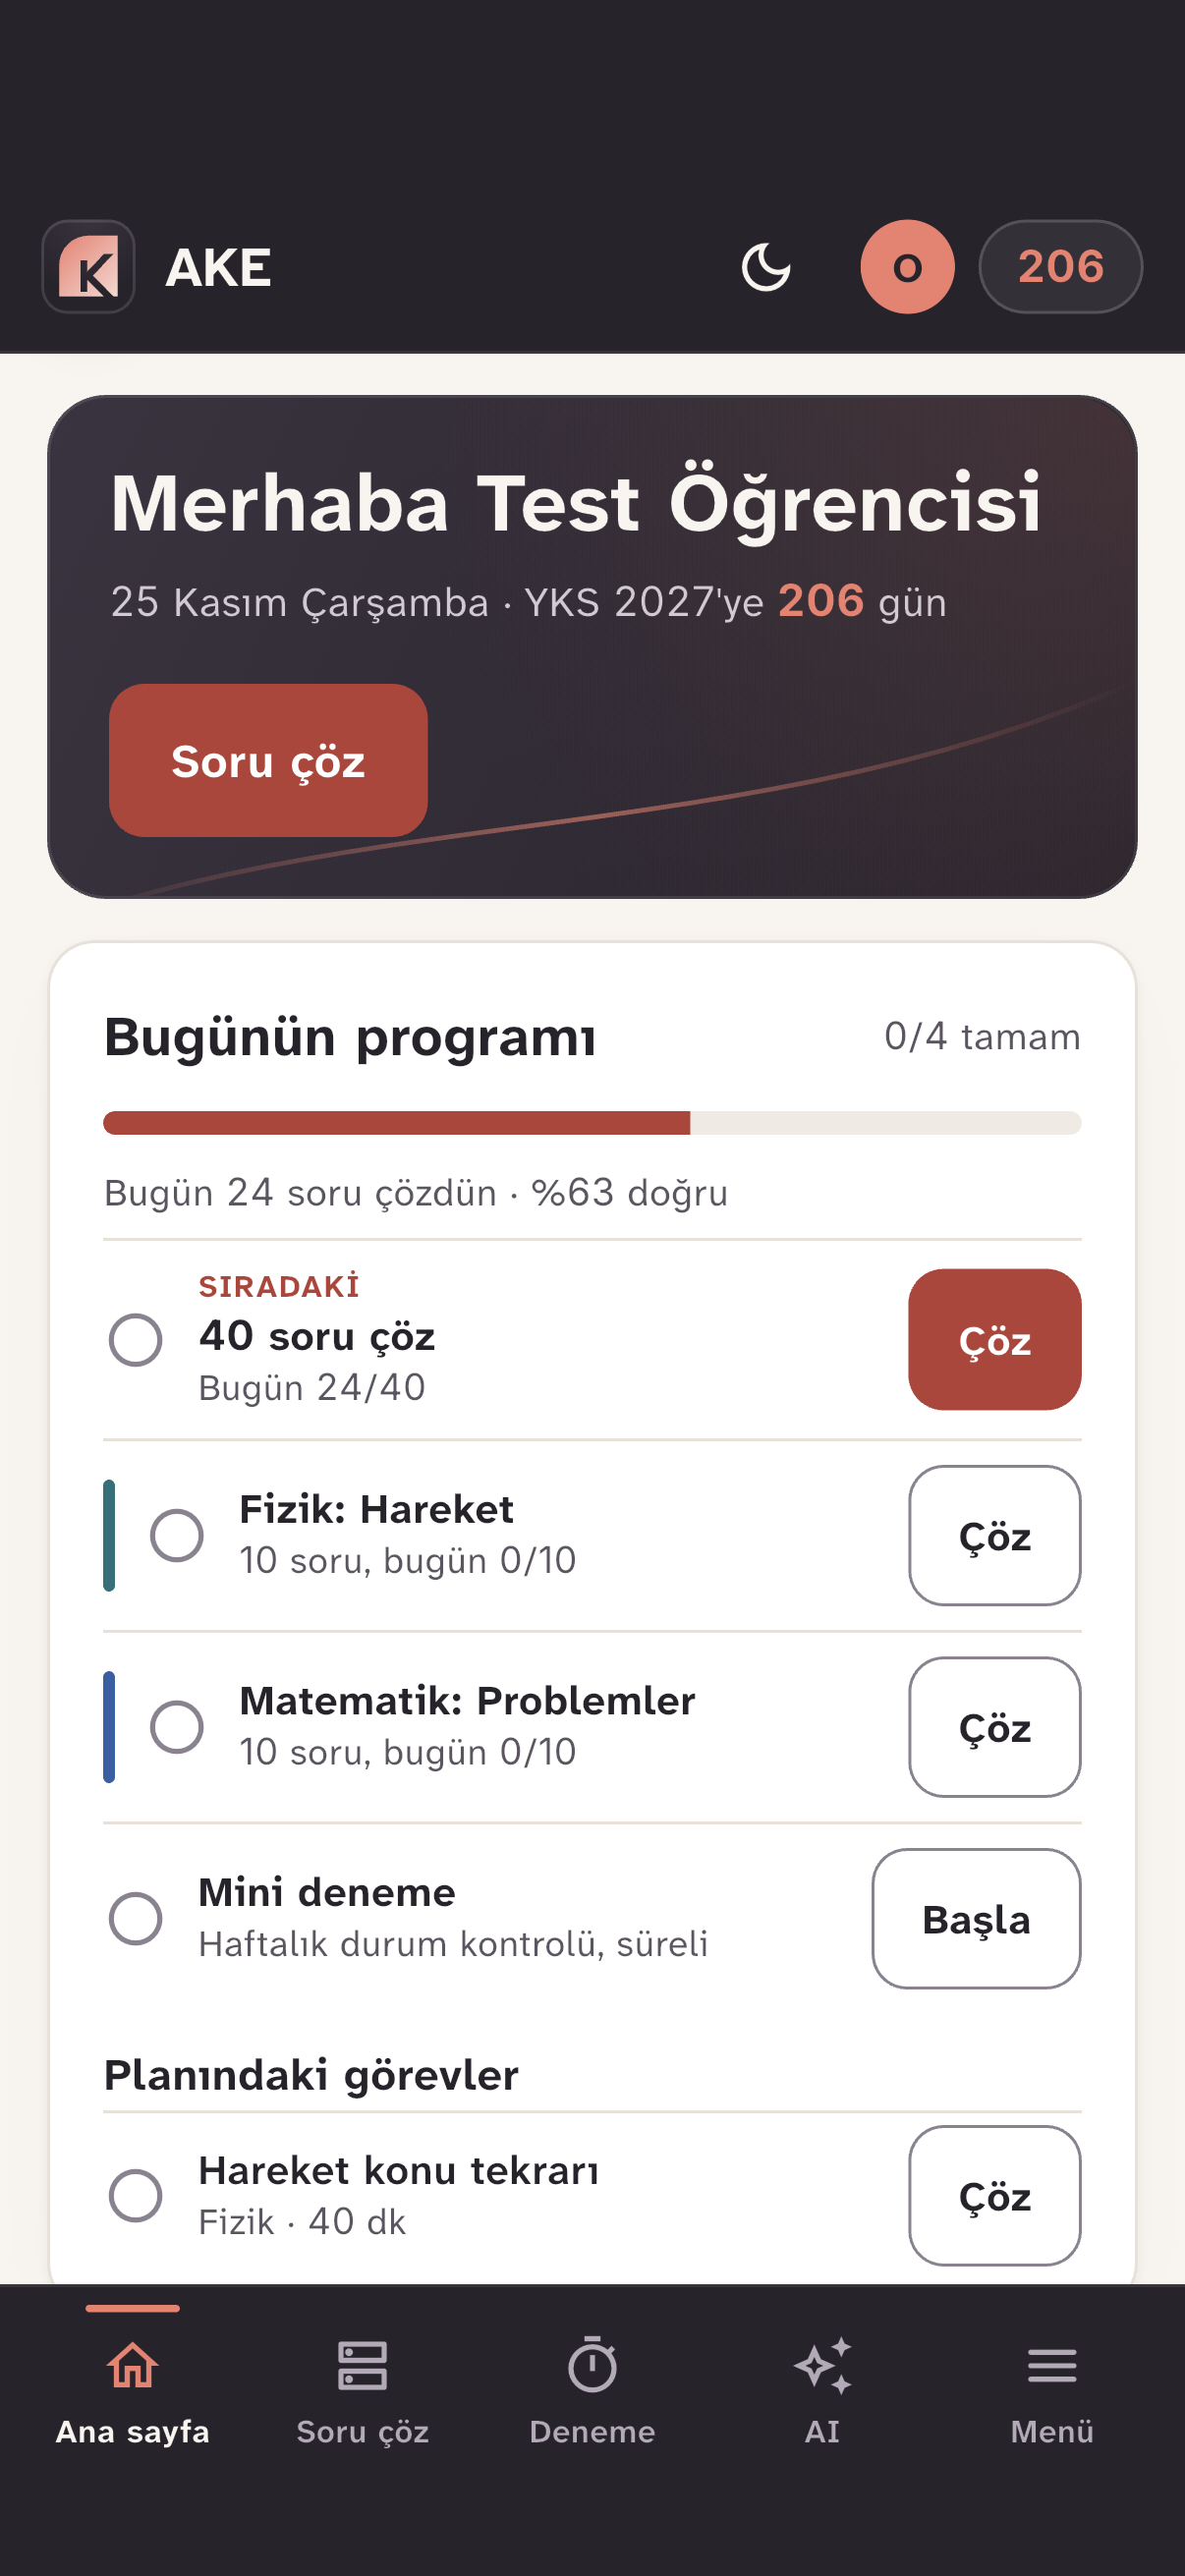 K AKE O 206
Merhaba Test Öğrencisi
25 Kasım Çarşamba · YKS 2027'ye 206 gün
Soru çöz
Bugünün programı 0/4 tamam
Bugün 24 soru çözdün · %63 doğru
SIRADAKİ
40 soru çöz
Bugün 24/40
Çöz
Fizik: Hareket
10 soru, bugün 0/10
Çöz
Matematik: Problemler
10 soru, bugün 0/10
Çöz
Mini deneme
Haftalık durum kontrolü, süreli
Başla
Planındaki görevler
Hareket konu tekrarı
Fizik · 40 dk
Çöz
Ana sayfa Soru çöz Deneme AI Menü